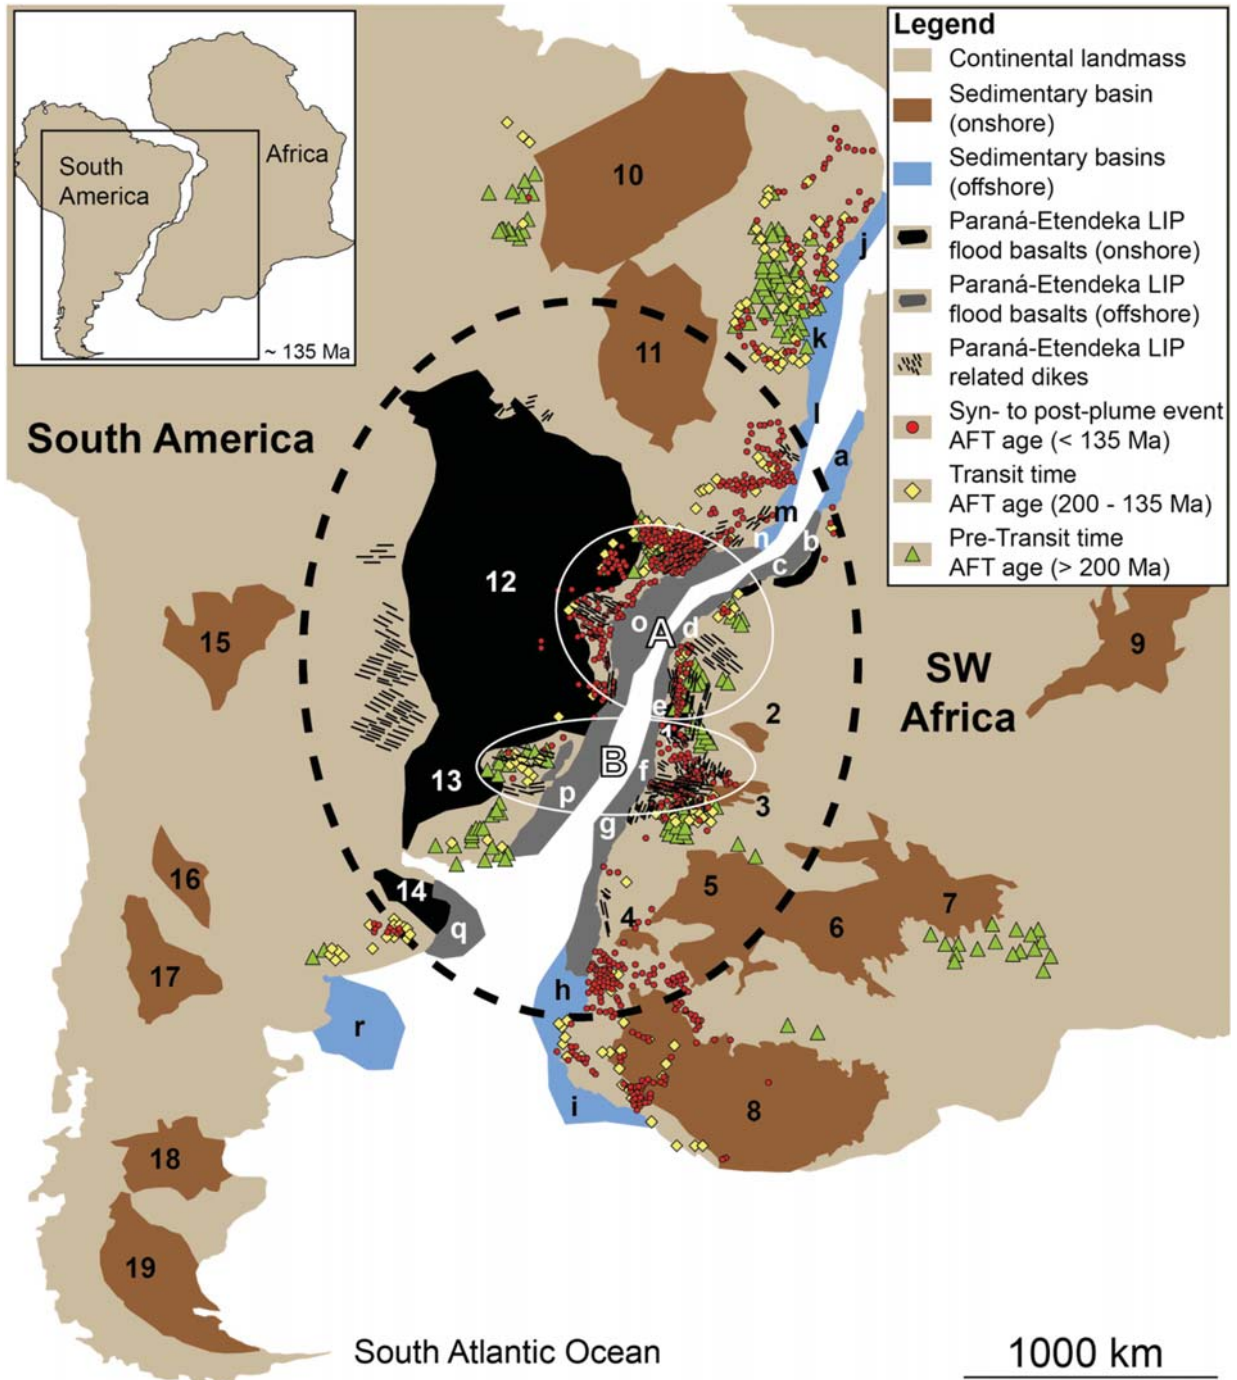 South
America
Africa
~ 135 Ma
Legend
Continental landmass
Sedimentary basin
(onshore)
Sedimentary basins
(offshore)
Paraná-Etendeka LIP
flood basalts (onshore)
Paraná-Etendeka LIP
flood basalts (offshore)
Paraná-Etendeka LIP
related dikes
Syn- to post-plume event
AFT age (< 135 Ma)
Transit time
AFT age (200 - 135 Ma)
Pre-Transit time
AFT age (> 200 Ma)
10
j
11
k
South America
l
a
m
n
b
c
12
15
o
A
d
9
SW
Africa
e
2
1
B
f
13
p
3
g
16
14
5
7
4
6
q
17
h
r
i
8
18
19
South Atlantic Ocean
1000 km